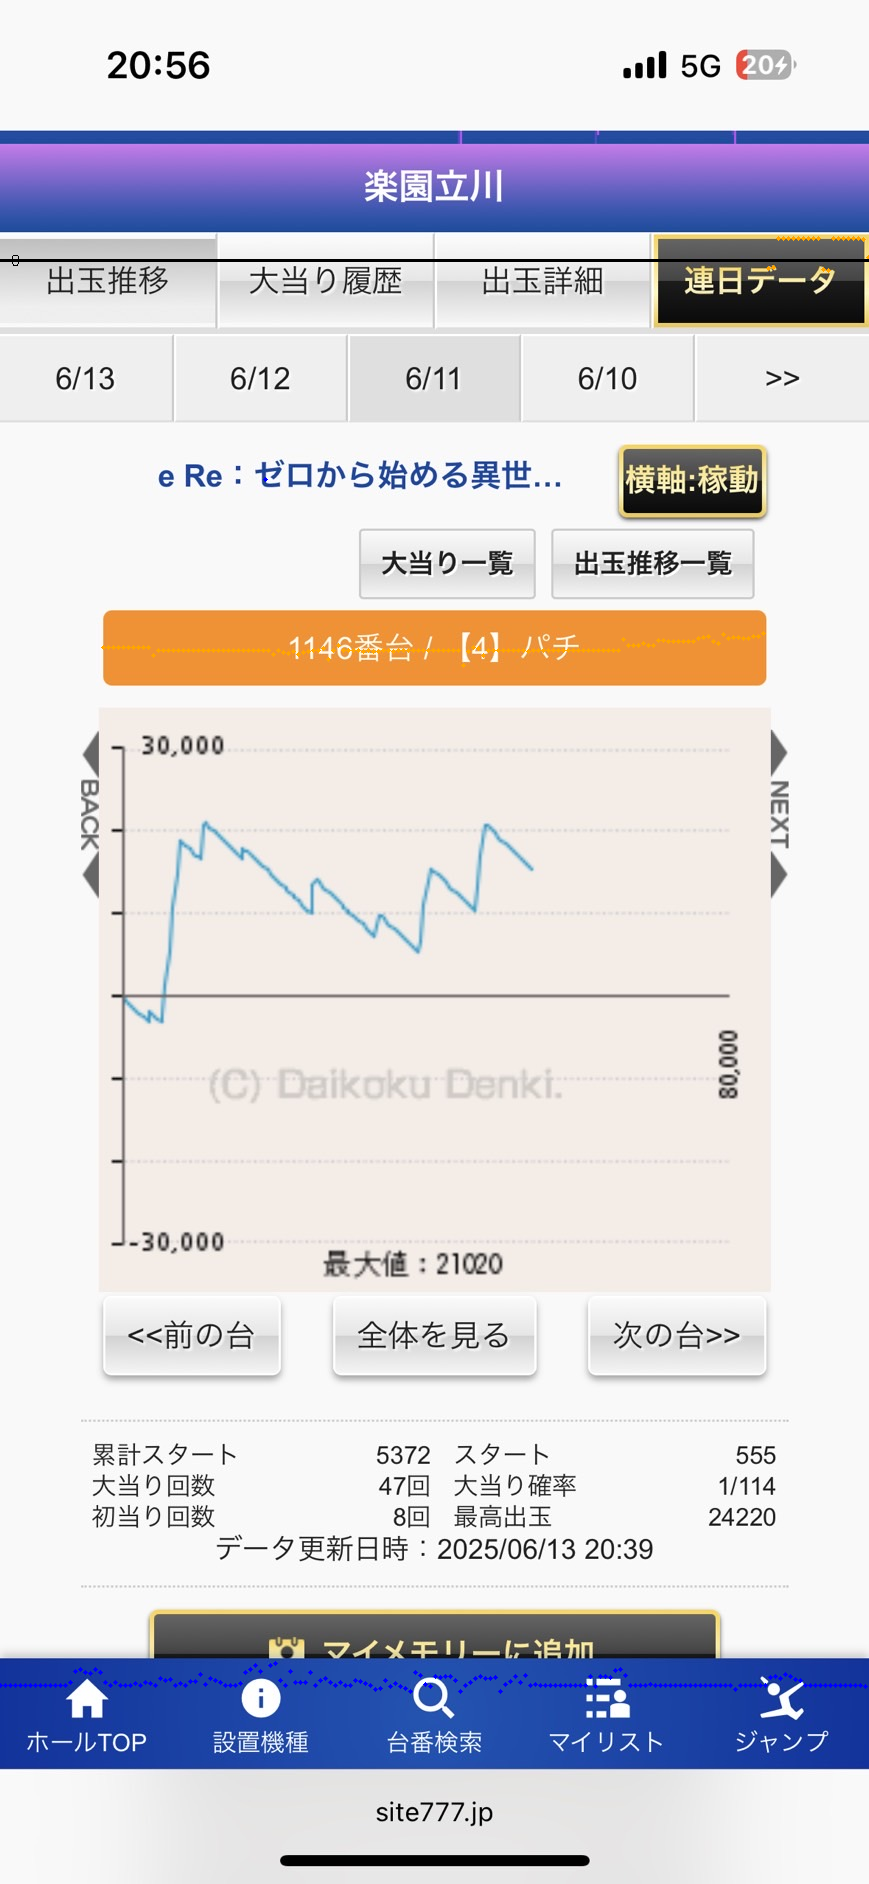 20:56 5G 20
楽園立川
出玉推移 大当り履歴 出玉詳細 連日データ
6/13 6/12 6/11 6/10 >>
e Re：ゼロから始める異世... 横軸:稼動
大当り一覧 出玉推移一覧
1146番台 / 【4】パチ
30,000
BACK
NEXT
80,000
(C) Daikoku Denki.
-30,000
最大値：21020
<<前の台 全体を見る 次の台>>
累計スタート 5372 スタート 555
大当り回数 47回 大当り確率 1/114
初当り回数 8回 最高出玉 24220
データ更新日時：2025/06/13 20:39
マイメモリーに追加
ホールTOP 設置機種 台番検索 マイリスト ジャンプ
site777.jp